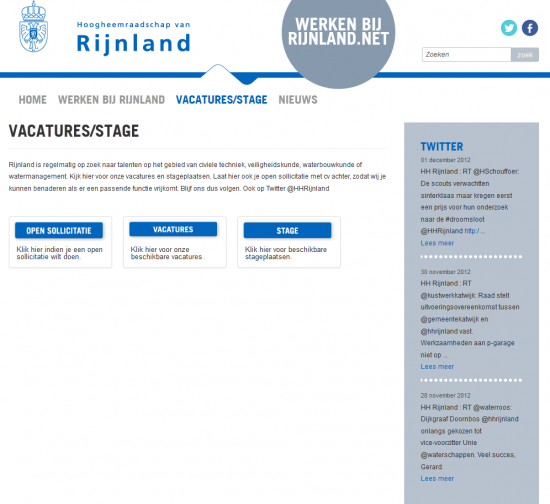 Hoogheemraadschap van
Rijnland
WERKEN BIJ
RIJNLAND.NET
Zoeken
zoek
HOME WERKEN BIJ RIJNLAND VACATURES/STAGE NIEUWS
VACATURES/STAGE
Rijnland is regelmatig op zoek naar talenten op het gebied van civiele techniek, veiligheidskunde, waterbouwkunde of
watermanagement. Kijk hier voor onze vacatures en stageplaatsen. Laat hier ook je open sollicitatie met cv achter, zodat wij je
kunnen benaderen als er een passende functie vrijkomt. Blijf ons dus volgen. Ook op Twitter @HHRijnland
OPEN SOLLICITATIE
Klik hier indien je een open
sollicitatie wilt doen.
VACATURES
Klik hier voor onze
beschikbare vacatures.
STAGE
Klik hier voor beschikbare
stageplaatsen.
TWITTER
01 december 2012
HH Rijnland : RT @HSchouffoer:
De scouts verwachtten
sinterklaas maar kregen eerst
een prijs voor hun onderzoek
naar de #droomsloot
@HHRijnland http:/ ...
Lees meer
30 november 2012
HH Rijnland : RT
@kustwerkkatwijk: Raad stelt
uitvoeringsovereenkomst tussen
@gemeentekatwijk en
@hhrijnland vast.
Werkzaamheden aan p-garage
niet op ...
Lees meer
28 november 2012
HH Rijnland : RT @waterroos:
Dijkgraaf Doornbos @hhrijnland
onlangs gekozen tot
vice-voorzitter Unie
@waterschappen. Veel succes,
Gerard.
Lees meer